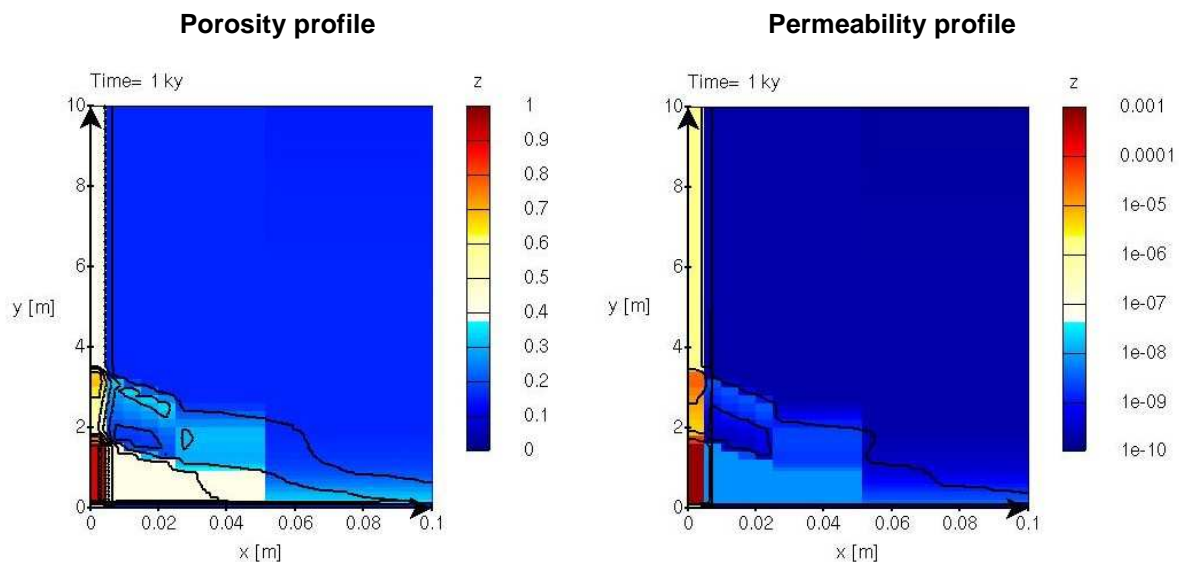 Porosity profile
Permeability profile
Time= 1 ky
z
10
8
6
4
2
0
y [m]
0
0.02
0.04
0.06
0.08
0.1
x [m]
1
0.9
0.8
0.7
0.6
0.5
0.4
0.3
0.2
0.1
0
Time= 1 ky
z
10
8
6
4
2
0
y [m]
0
0.02
0.04
0.06
0.08
0.1
x [m]
0.001
0.0001
1e-05
1e-06
1e-07
1e-08
1e-09
1e-10